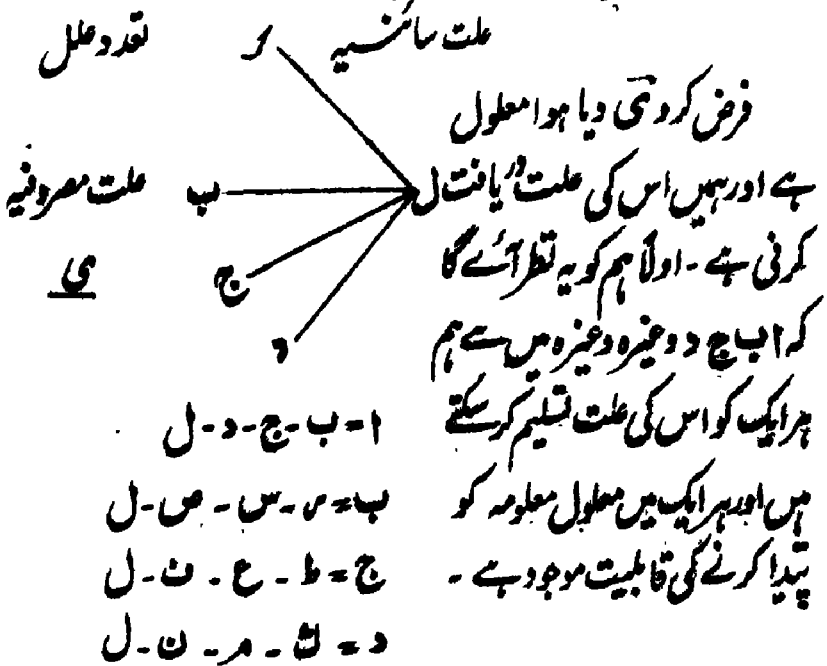 علت سائنسیہ ر تعدد علل
فرض کرو ی دیا ہوا معلول
ہے اور ہمیں اس کی علت دریافت ل ب علت مصروفیہ
کرنی ہے - اولاً ہم کو یہ نظر آئے گا ج ی
کہ ا ب ج د وغیرہ وغیرہ میں سے ہم د
ہر ایک کو اس کی علت تسلیم کر سکتے ا = ب - ج - د - ل
ہیں اور ہر ایک میں معلول معلومہ کو ب = ر - س - ص - ل
پیدا کرنے کی قابلیت موجود ہے - ج = ط - ع - ن - ل
د = ک - م - ن - ل